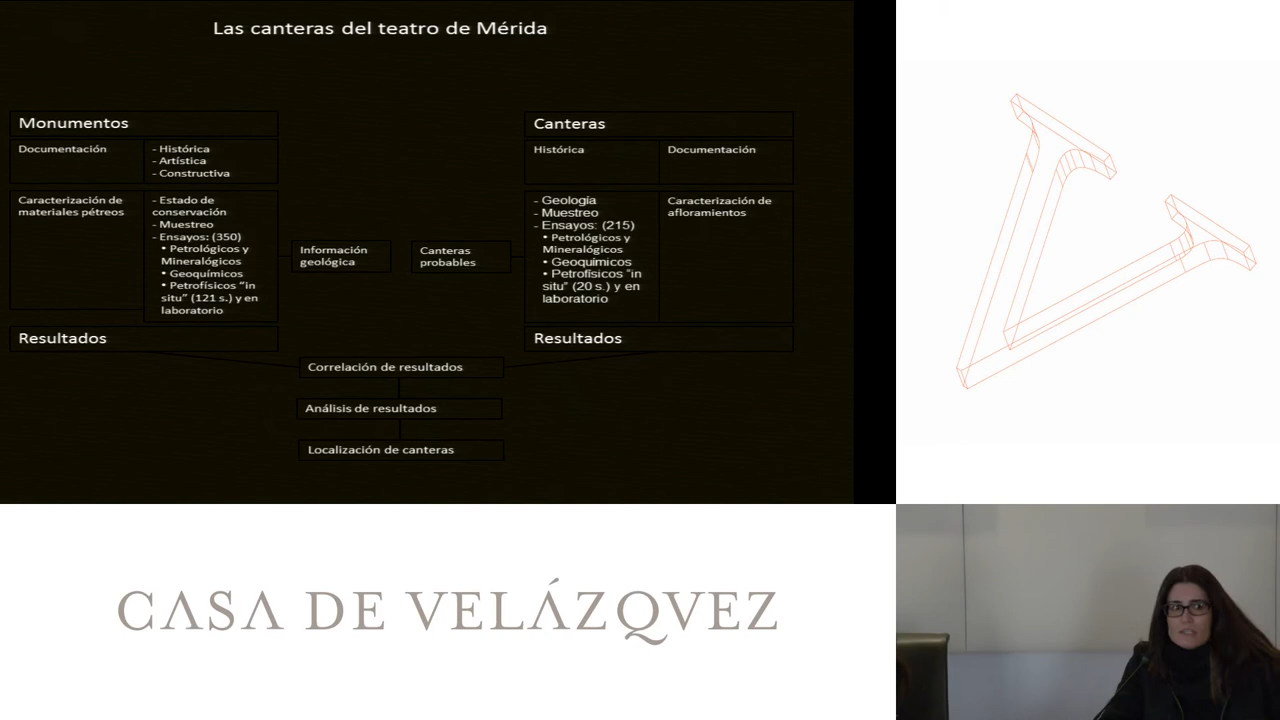 Las canteras del teatro de Mérida
Monumentos
Documentación
- Histórica
- Artística
- Constructiva
Caracterización de
materiales pétreos
- Estado de
conservación
- Muestreo
- Ensayos: (350)
• Petrológicos y
Mineralógicos
• Geoquímicos
• Petrofísicos "in
situ" (121 s.) y en
laboratorio
Resultados
Información
geológica
Canteras
probables
Canteras
Histórica
Documentación
- Geología
- Muestreo
- Ensayos: (215)
• Petrológicos y
Mineralógicos
• Geoquímicos
• Petrofísicos "in
situ" (20 s.) y en
laboratorio
Caracterización de
afloramientos
Resultados
Correlación de resultados
Análisis de resultados
Localización de canteras
CASA DE VELÁZQVEZ